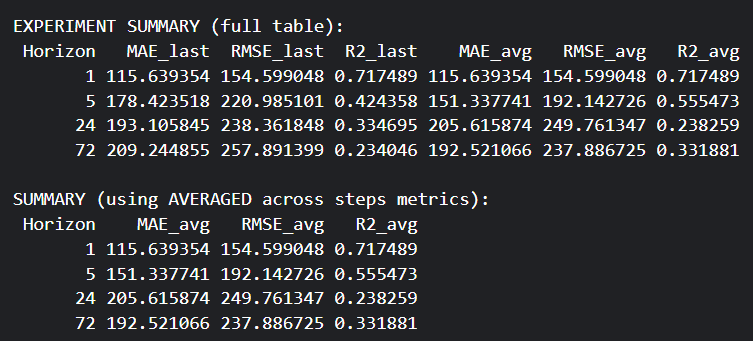 EXPERIMENT SUMMARY (full table):
Horizon MAE_last RMSE_last R2_last MAE_avg RMSE_avg R2_avg
1 115.639354 154.599048 0.717489 115.639354 154.599048 0.717489
5 178.423518 220.985101 0.424358 151.337741 192.142726 0.555473
24 193.105845 238.361848 0.334695 205.615874 249.761347 0.238259
72 209.244855 257.891399 0.234046 192.521066 237.886725 0.331881
SUMMARY (using AVERAGED across steps metrics):
Horizon MAE_avg RMSE_avg R2_avg
1 115.639354 154.599048 0.717489
5 151.337741 192.142726 0.555473
24 205.615874 249.761347 0.238259
72 192.521066 237.886725 0.331881